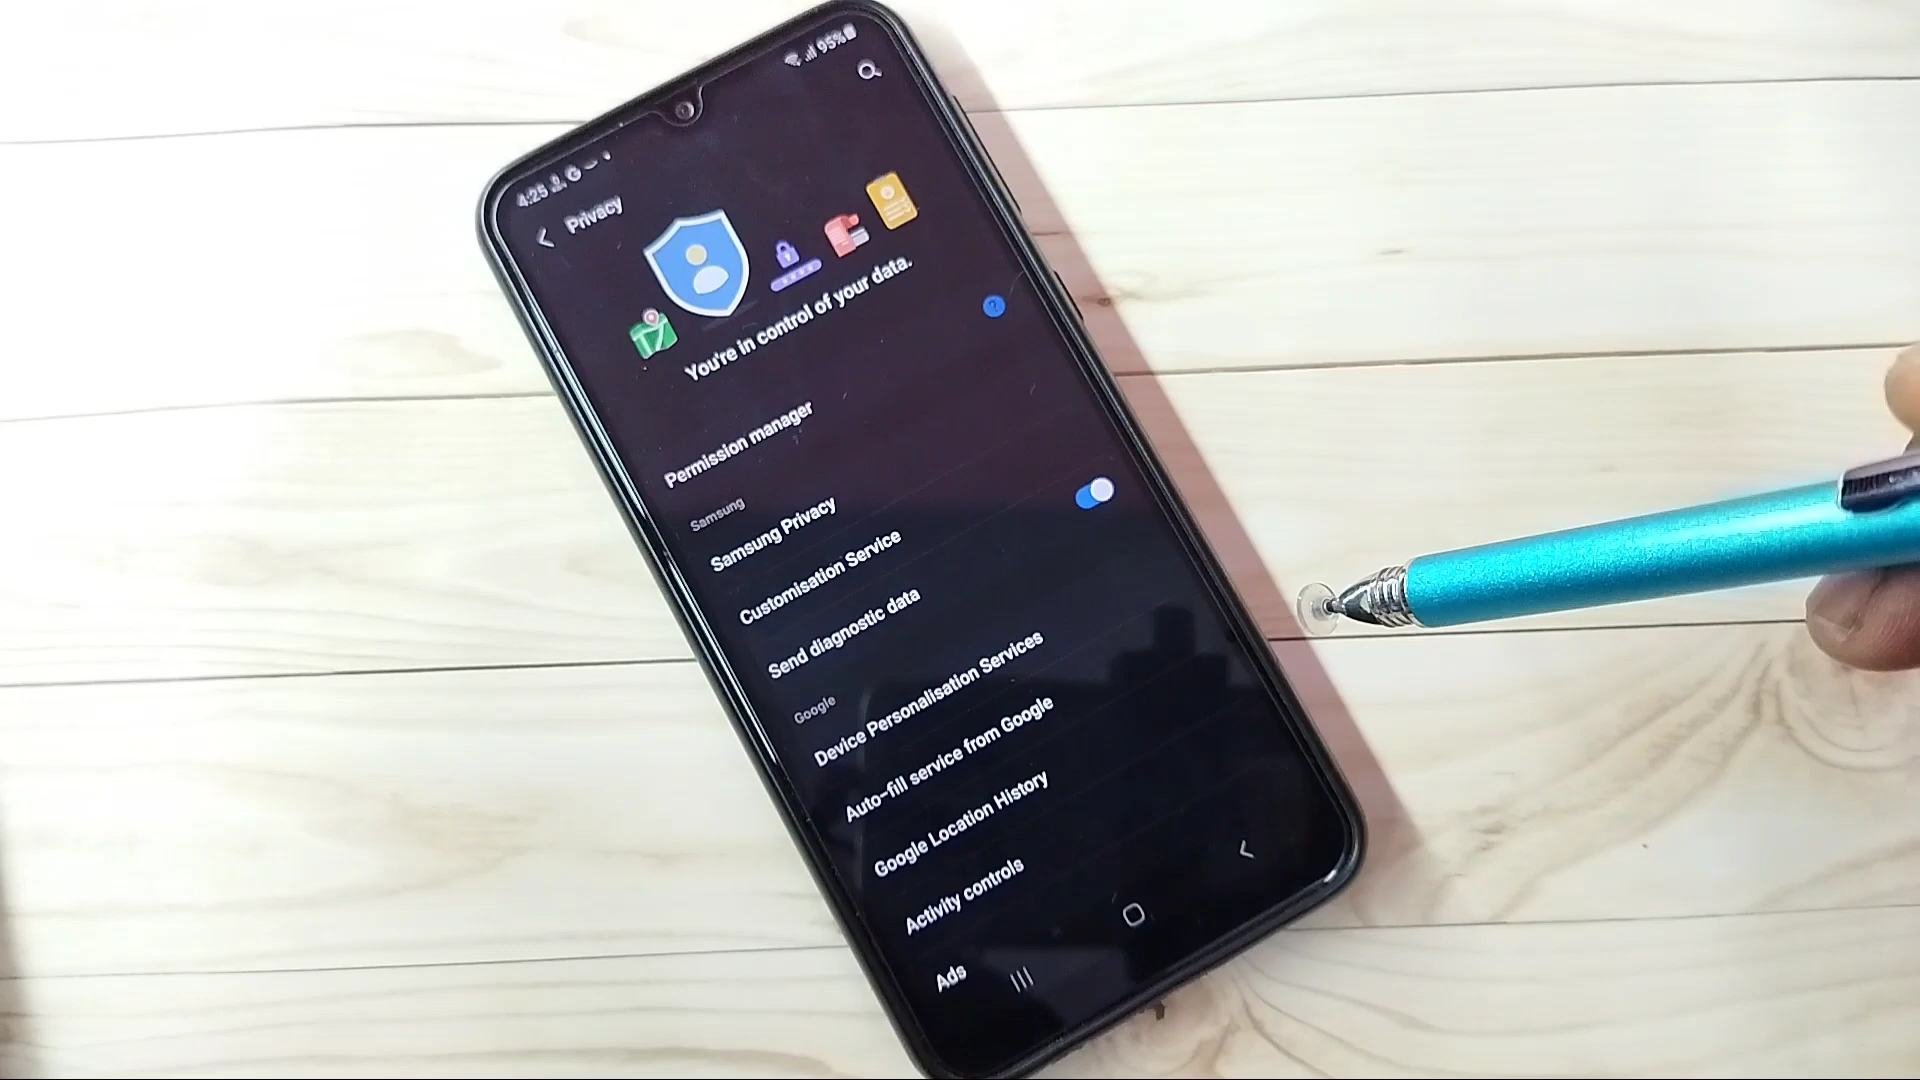 4:25 G
95%
Privacy
You're in control of your data.
?
Permission manager
Samsung
Samsung Privacy
Customisation Service
Send diagnostic data
Google
Device Personalisation Services
Auto-fill service from Google
Google Location History
Activity controls
Ads